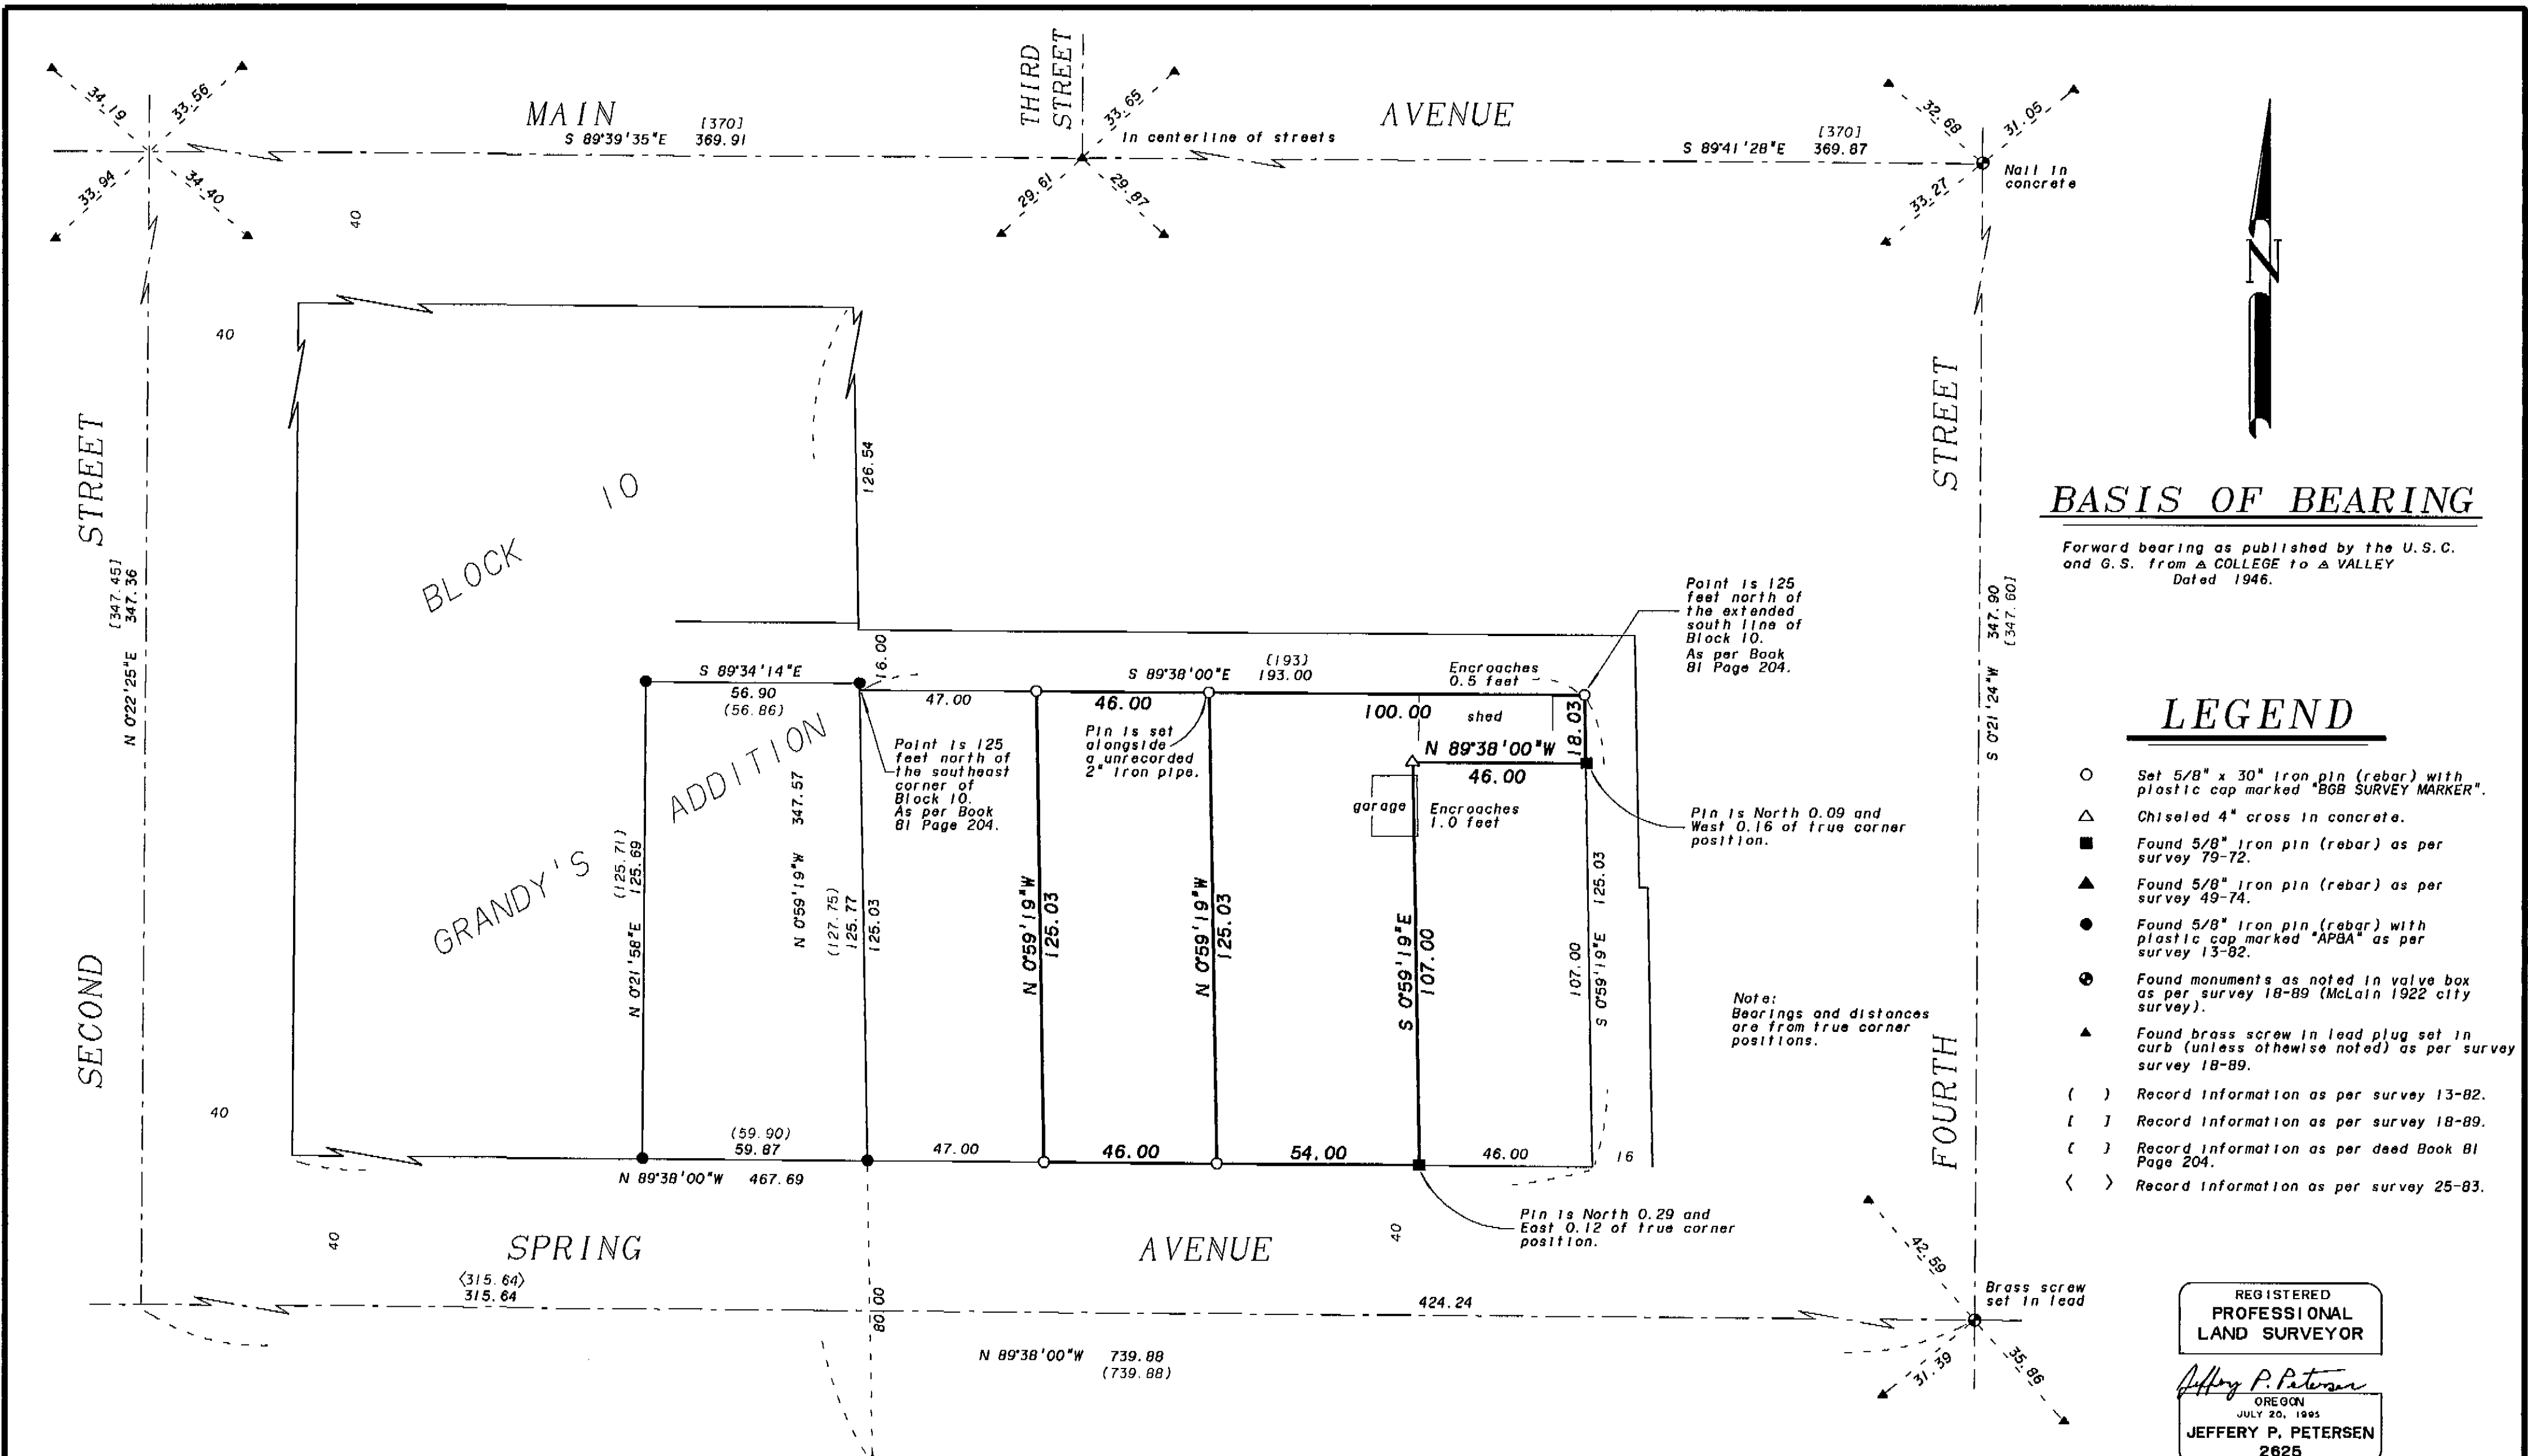 MAIN
[370]
S 89°39'35"E 369.91
THIRD
STREET
In centerline of streets
AVENUE
[370]
S 89°41'28"E 369.87
34.19
33.56
33.94
34.40
33.65
29.61
29.87
32.68
31.05
33.27
Nail in
concrete
N
40
40
SECOND STREET
[347.45]
N 0°22'25"E 347.36
BLOCK 10
GRANDY'S ADDITION
126.54
16.00
S 89°34'14"E
56.90
(56.86)
47.00
S 89°38'00"E
(193)
193.00
46.00
100.00
Encroaches
0.5 feet
shed
18.03
N 89°38'00"W
46.00
garage
Encroaches
1.0 feet
Point is 125
feet north of
the southeast
corner of
Block 10.
As per Book
81 Page 204.
Pin is set
alongside
a unrecorded
2" iron pipe.
Point is 125
feet north of
the extended
south line of
Block 10.
As per Book
81 Page 204.
Pin is North 0.09 and
West 0.16 of true corner
position.
(125.71)
N 0°21'58"E 125.69
N 0°59'19"W 347.57
(127.75)
125.77
125.03
N 0°59'19"W
125.03
N 0°59'19"W
125.03
S 0°59'19"E
107.00
107.00
S 0°59'19"E 125.03
Note:
Bearings and distances
are from true corner
positions.
FOURTH STREET
S 0°21'24"W 347.90
[347.60]
40
(59.90)
59.87
47.00
46.00
54.00
46.00
16
N 89°38'00"W 467.69
Pin is North 0.29 and
East 0.12 of true corner
position.
40
40
SPRING AVENUE
<315.64>
315.64
80.00
424.24
N 89°38'00"W 739.88
(739.88)
42.59
31.39
35.86
Brass screw
set in lead
BASIS OF BEARING
Forward bearing as published by the U.S.C.
and G.S. from △ COLLEGE to △ VALLEY
Dated 1946.
LEGEND
○ Set 5/8" x 30" iron pin (rebar) with
plastic cap marked "BGB SURVEY MARKER".
△ Chiseled 4" cross in concrete.
■ Found 5/8" iron pin (rebar) as per
survey 79-72.
▲ Found 5/8" iron pin (rebar) as per
survey 49-74.
● Found 5/8" iron pin (rebar) with
plastic cap marked "APBA" as per
survey 13-82.
Found monuments as noted in valve box
as per survey 18-89 (McLain 1922 city
survey).
▲ Found brass screw in lead plug set in
curb (unless othewise noted) as per survey
survey 18-89.
( ) Record information as per survey 13-82.
[ ] Record information as per survey 18-89.
{ } Record information as per deed Book 81
Page 204.
< > Record information as per survey 25-83.
REGISTERED
PROFESSIONAL
LAND SURVEYOR
Jeffery P. Petersen
OREGON
JULY 20, 1993
JEFFERY P. PETERSEN
2625